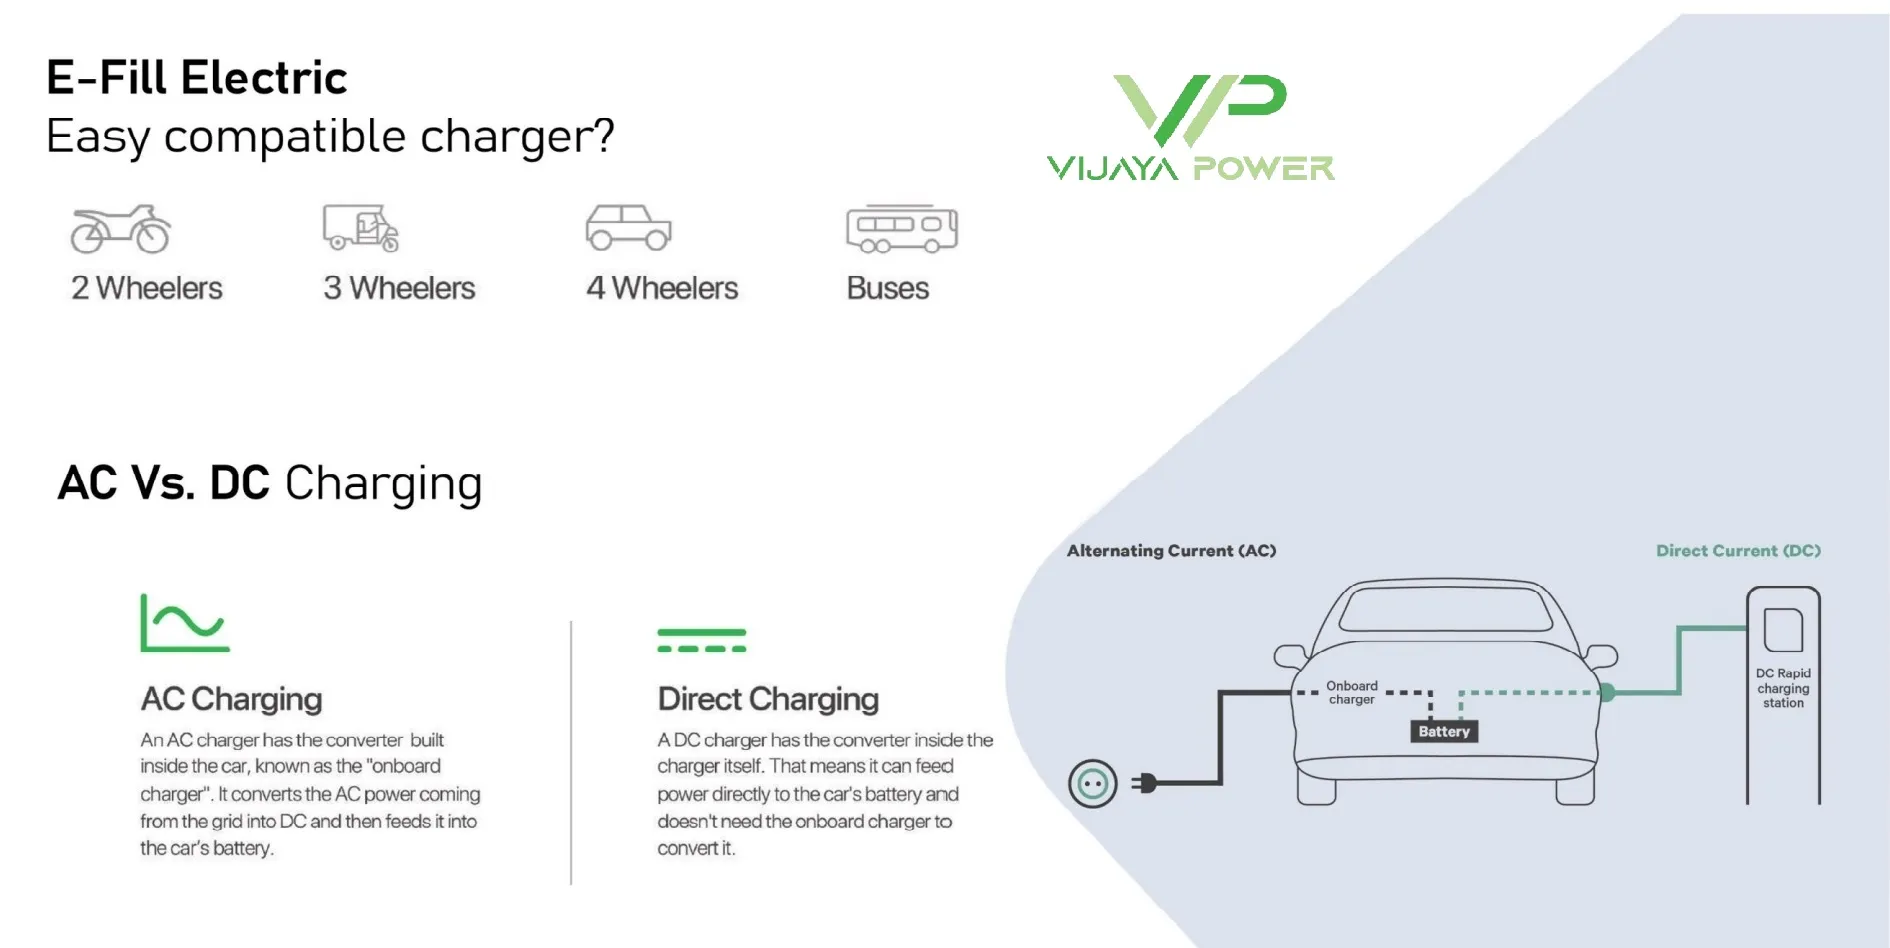 E-Fill Electric
Easy compatible charger?
VIJAYA POWER
2 Wheelers
3 Wheelers
4 Wheelers
Buses
AC Vs. DC Charging
AC Charging
An AC charger has the converter built
inside the car, known as the "onboard
charger". It converts the AC power coming
from the grid into DC and then feeds it into
the car's battery.
Direct Charging
A DC charger has the converter inside the
charger itself. That means it can feed
power directly to the car's battery and
doesn't need the onboard charger to
convert it.
Alternating Current (AC)
Direct Current (DC)
Onboard
charger
Battery
DC Rapid
charging
station